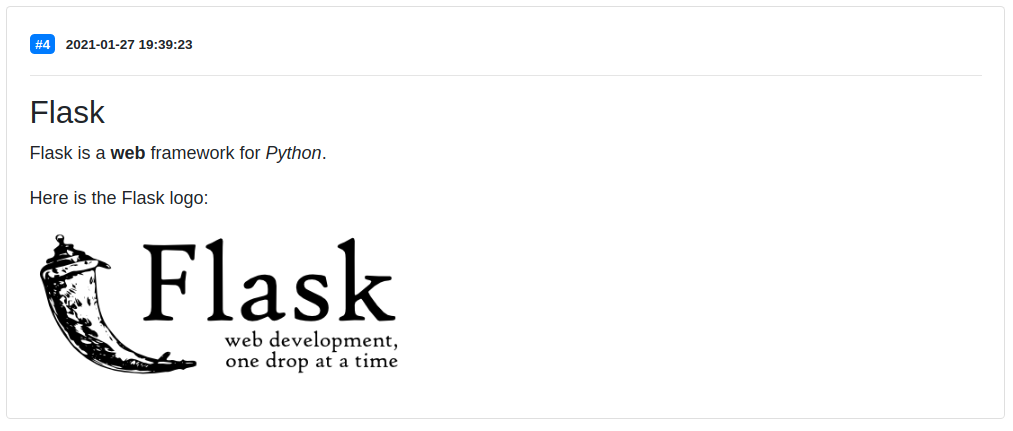 #4 2021-01-27 19:39:23
Flask
Flask is a web framework for Python.
Here is the Flask logo:
Flask
web development,
one drop at a time